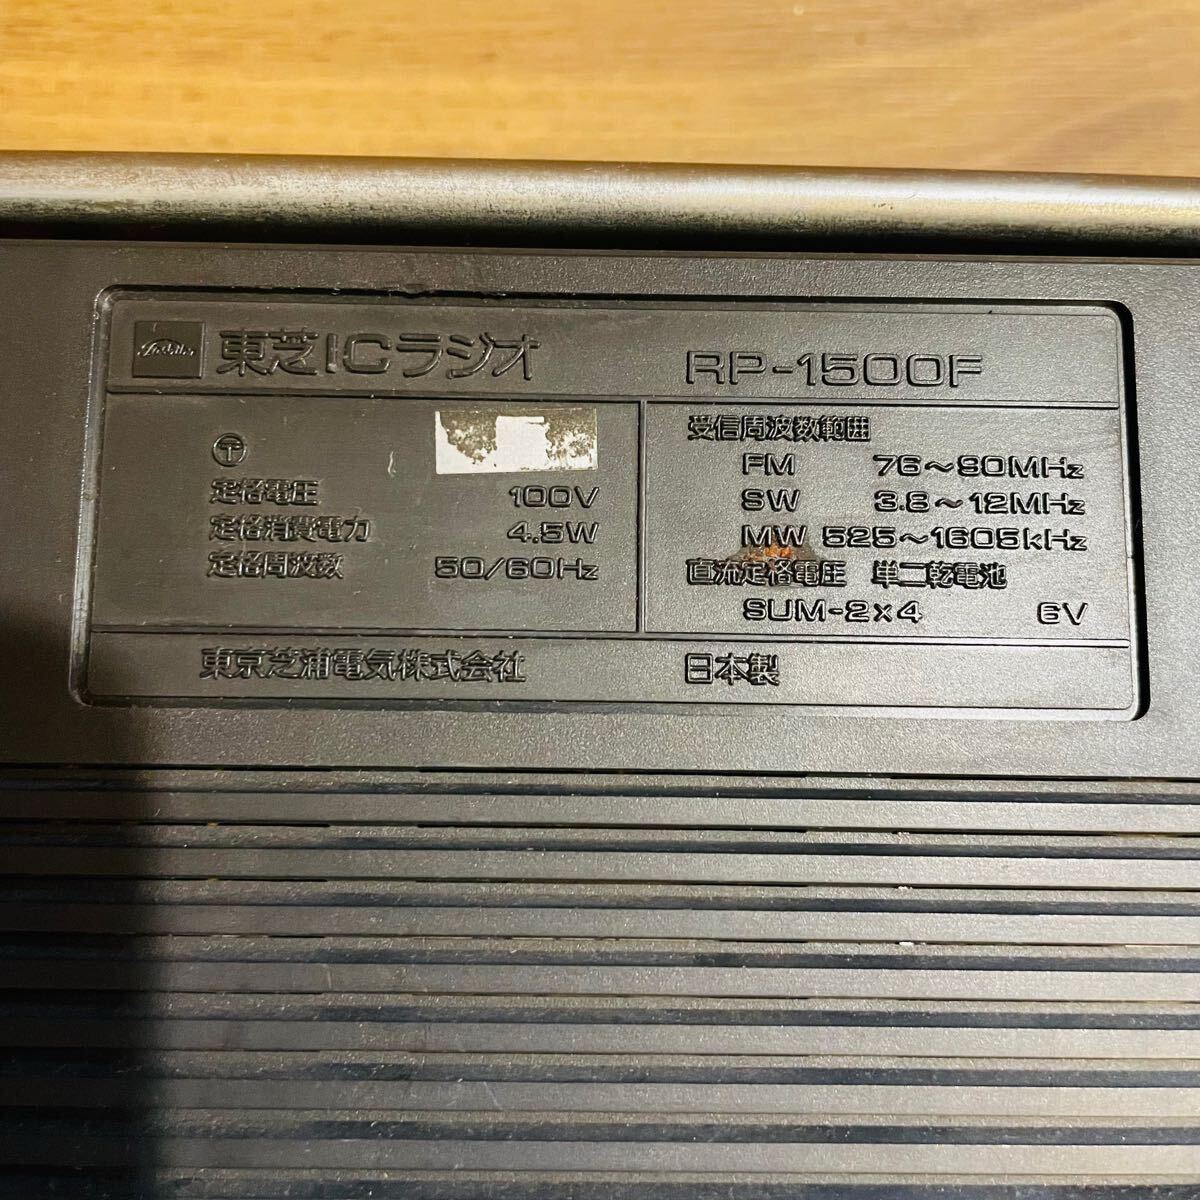 Toshiba 東芝ICラジオ RP-1500F
〒
定格電圧 100V
定格消費電力 4.5W
定格周波数 50/60Hz
受信周波数範囲
FM 76～90MHz
SW 3.8～12MHz
MW 525～1605kHz
直流定格電圧 単二乾電池
SUM-2x4 6V
東京芝浦電気株式会社 日本製